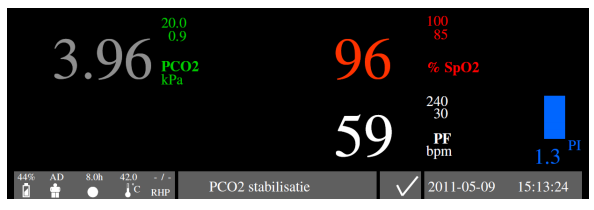 20.0
0.9
3.96
PCO2
kPa
100
85
96
% SpO2
240
30
59
PF
bpm
1.3 PI
44% AD 8.0h 42.0 - / -
°C RHP
PCO2 stabilisatie
2011-05-09 15:13:24